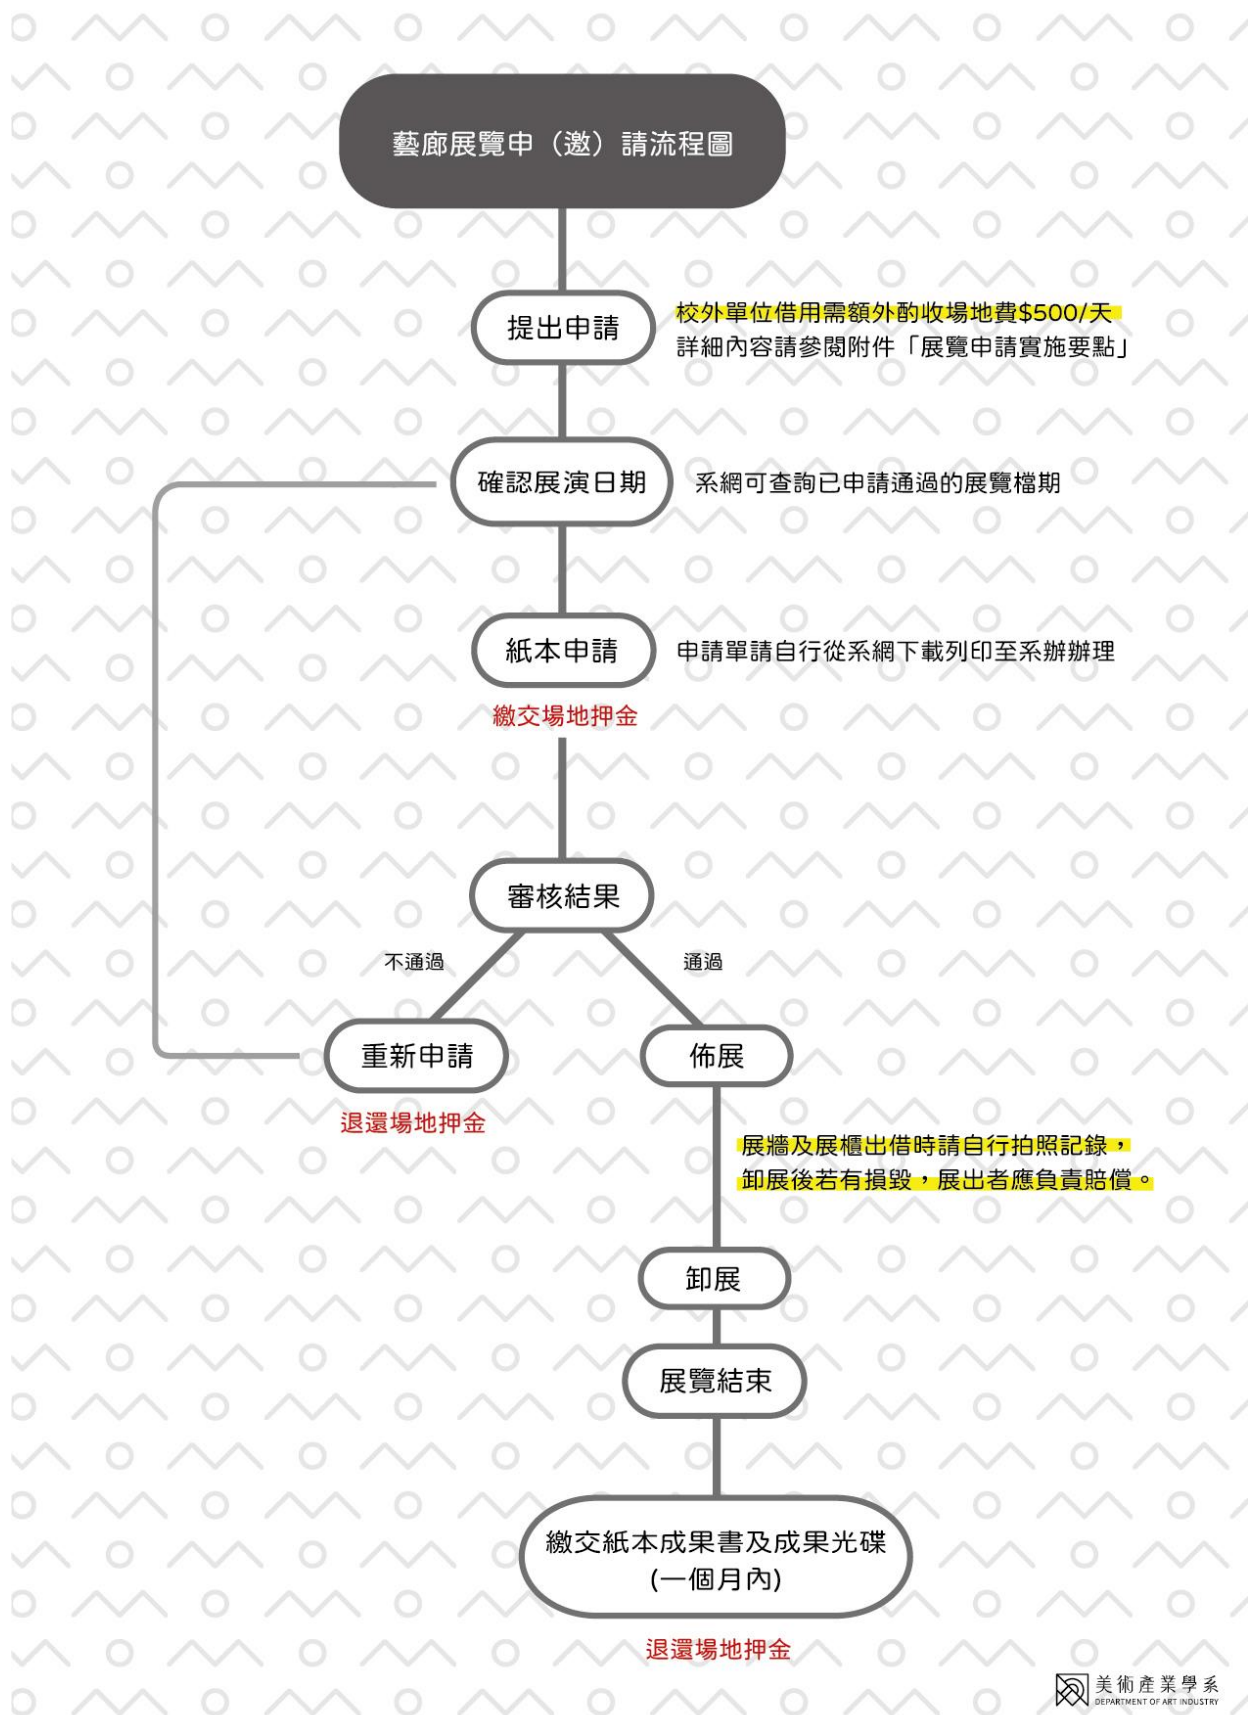 藝廊展覽申（邀）請流程圖
提出申請
校外單位借用需額外酌收場地費$500/天
詳細內容請參閱附件「展覽申請實施要點」
確認展演日期
系網可查詢已申請通過的展覽檔期
紙本申請
申請單請自行從系網下載列印至系辦辦理
繳交場地押金
審核結果
不通過
通過
重新申請
佈展
退還場地押金
展牆及展櫃出借時請自行拍照記錄，
卸展後若有損毀，展出者應負責賠償。
卸展
展覽結束
繳交紙本成果書及成果光碟
(一個月內)
退還場地押金
美術產業學系
DEPARTMENT OF ART INDUSTRY